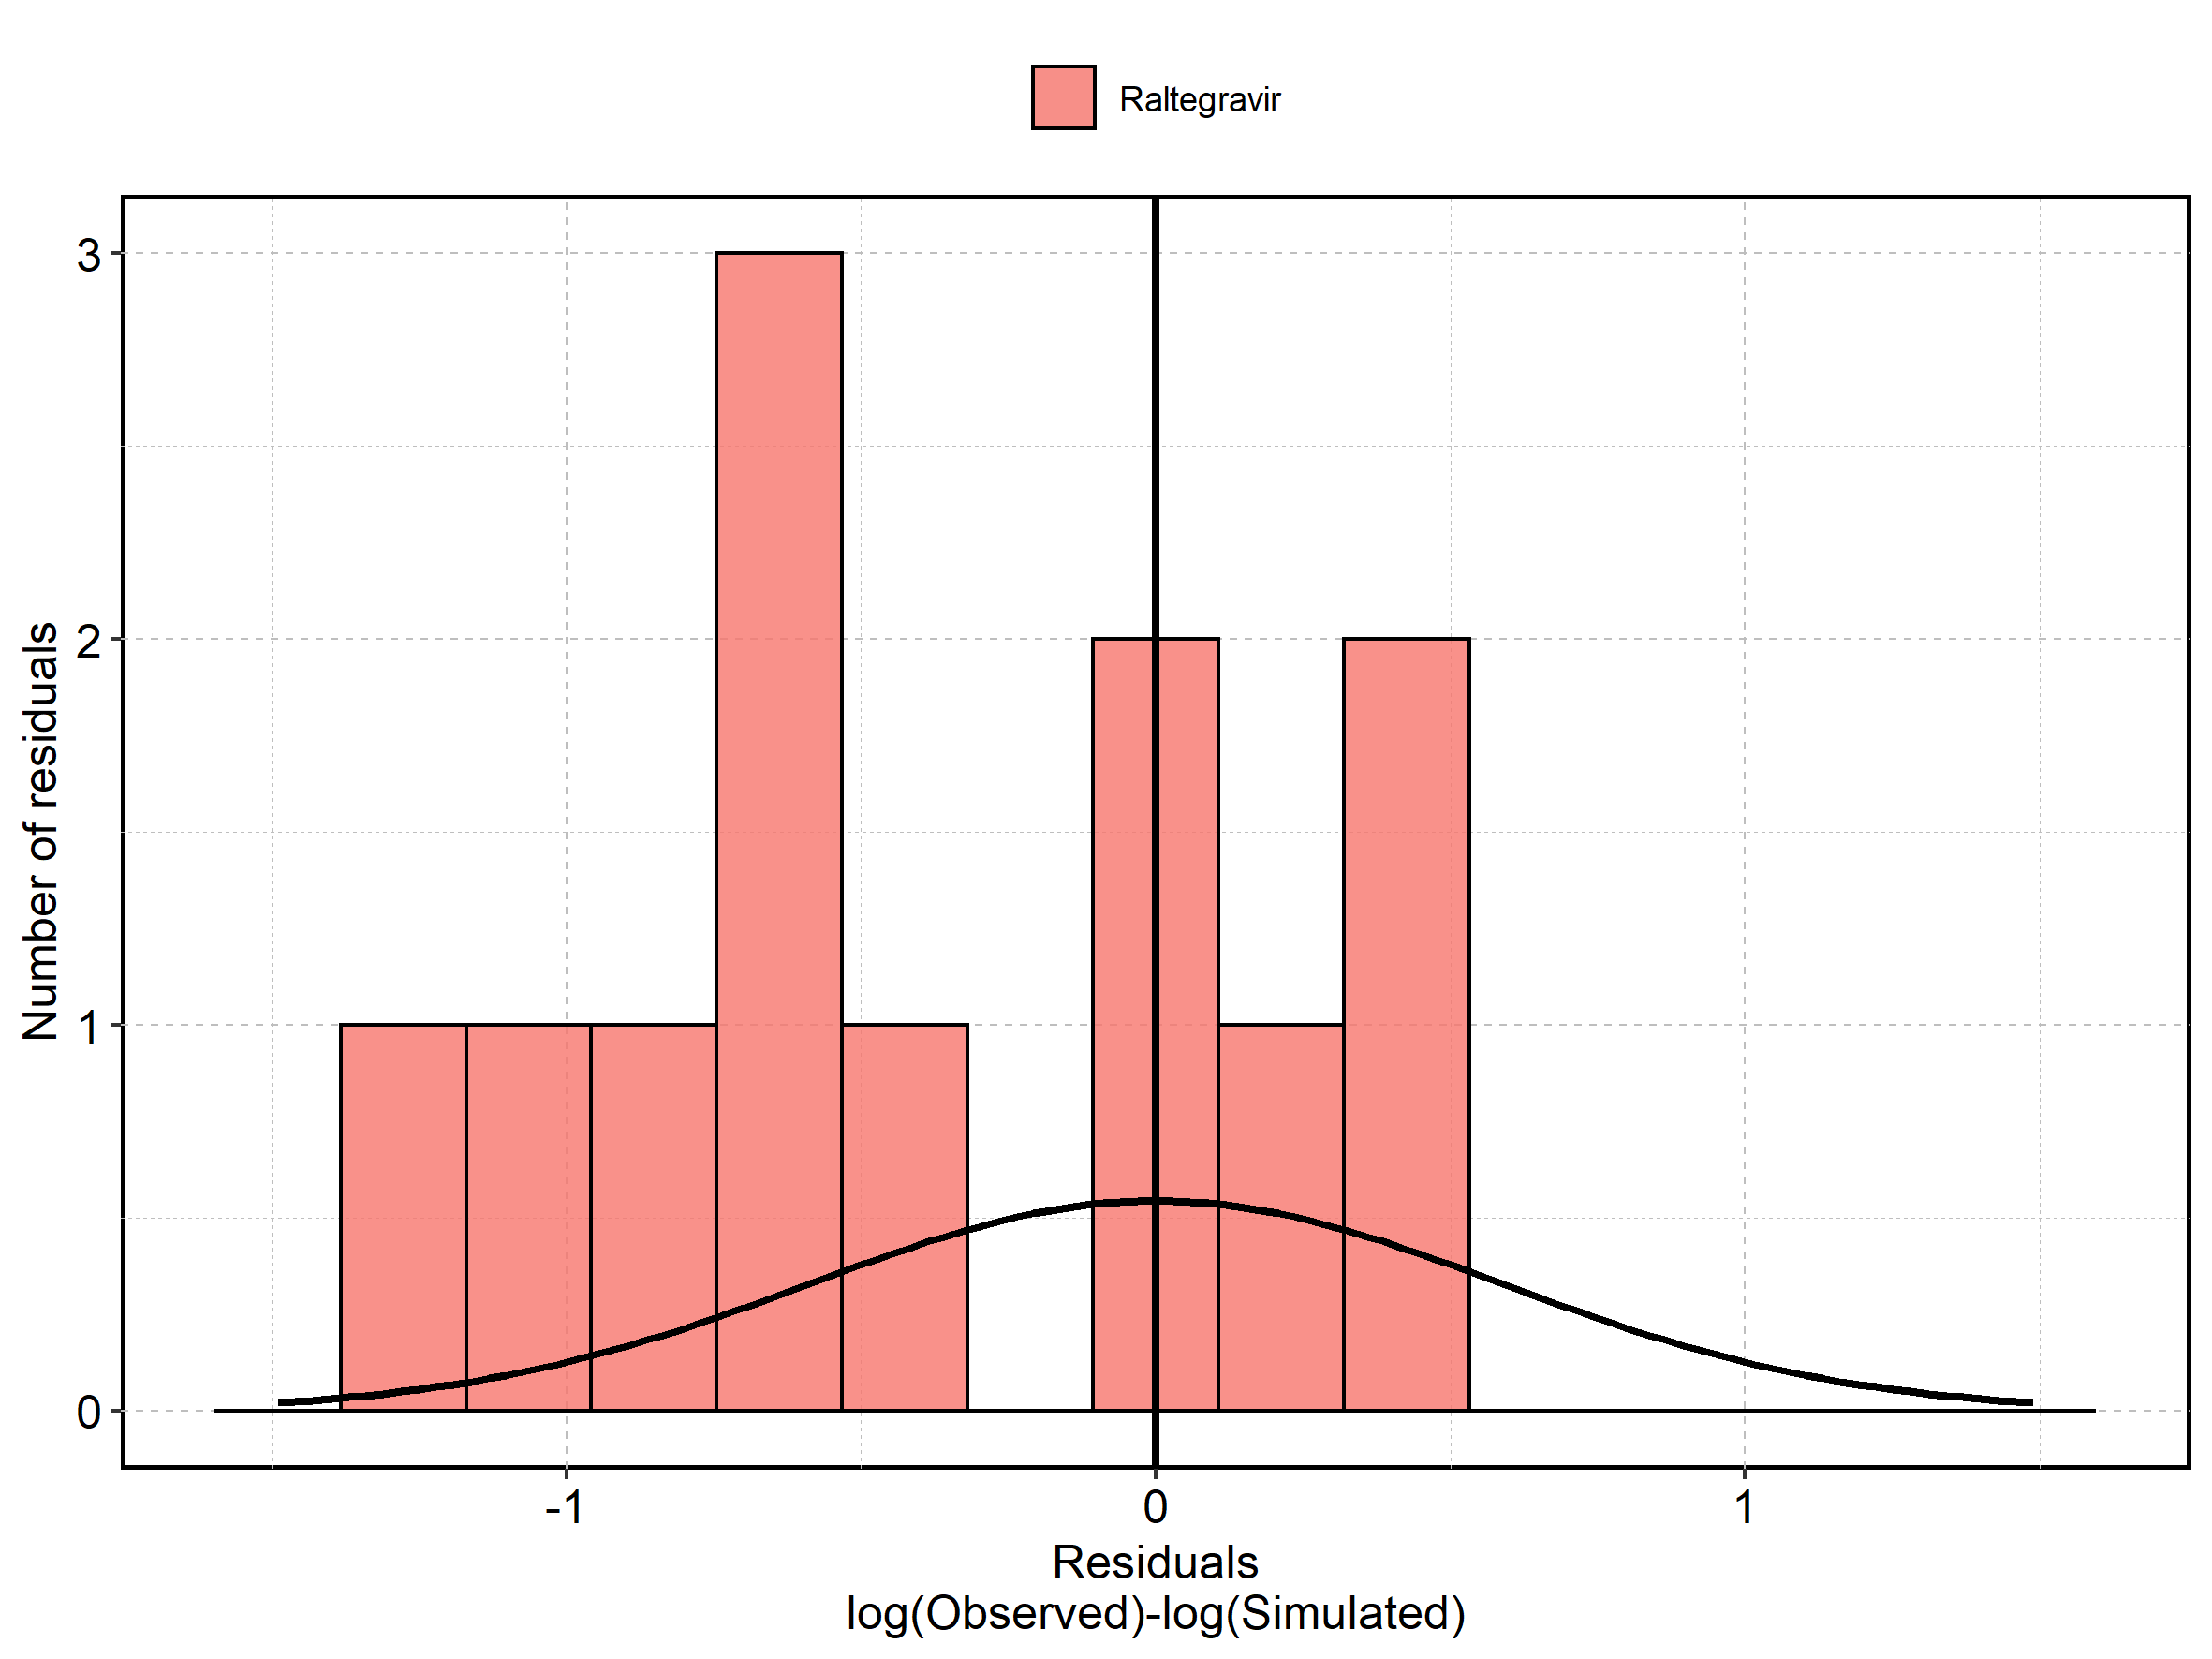 Raltegravir
Number of residuals
3
2
1
0
-1
0
1
Residuals
log(Observed)-log(Simulated)